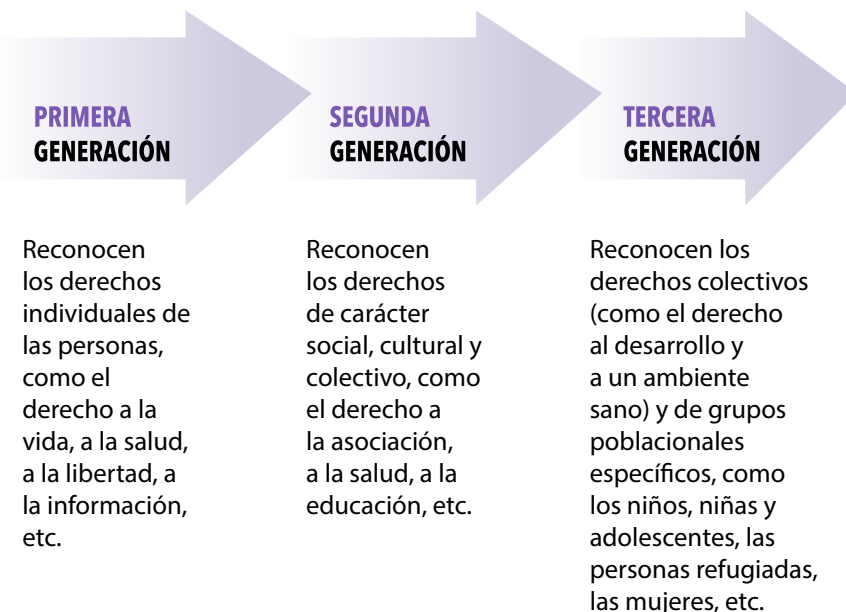 PRIMERA
GENERACIÓN
Reconocen
los derechos
individuales de
las personas,
como el
derecho a la
vida, a la salud,
a la libertad, a
la información,
etc.
SEGUNDA
GENERACIÓN
Reconocen
los derechos
de carácter
social, cultural y
colectivo, como
el derecho a
la asociación,
a la salud, a la
educación, etc.
TERCERA
GENERACIÓN
Reconocen los
derechos colectivos
(como el derecho
al desarrollo y
a un ambiente
sano) y de grupos
poblacionales
específicos, como
los niños, niñas y
adolescentes, las
personas refugiadas,
las mujeres, etc.